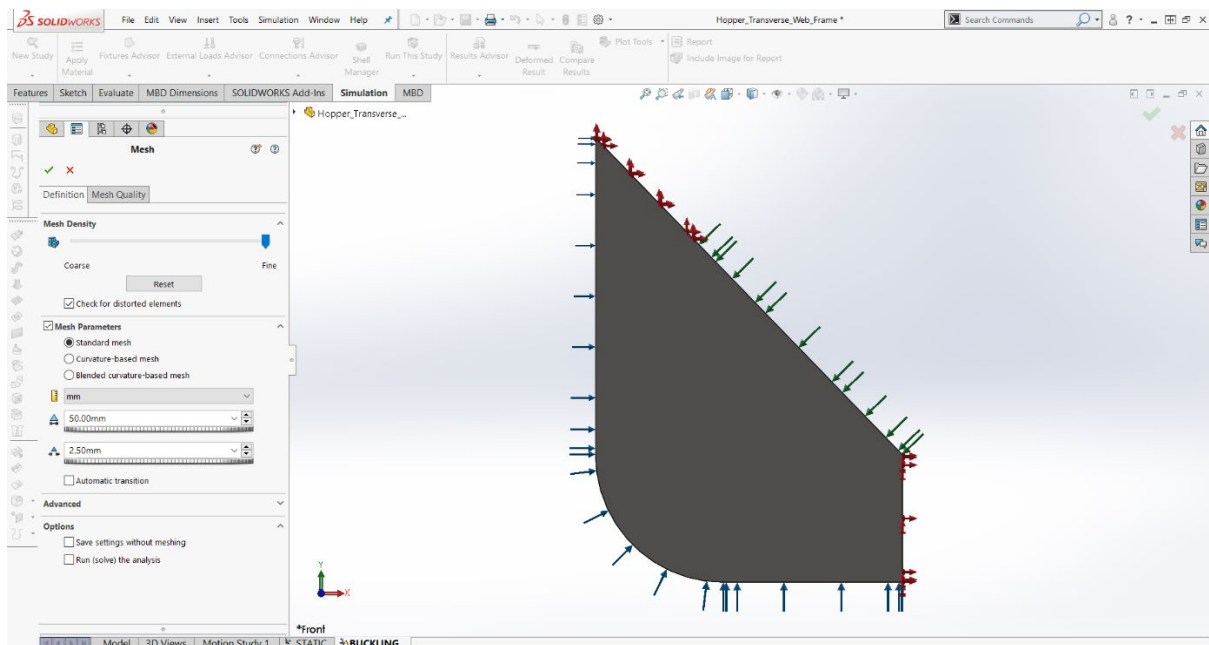 SOLIDWORKS File Edit View Insert Tools Simulation Window Help Hopper_Transverse_Web_Frame * Search Commands ?
New Study Apply Material Fixtures Advisor External Loads Advisor Connections Advisor Shell Manager Run This Study Results Advisor Deformed Result Compare Results Plot Tools Report
Include Image for Report
Features Sketch Evaluate MBD Dimensions SOLIDWORKS Add-Ins Simulation MBD
Hopper_Transverse_...
Mesh
Definition Mesh Quality
Mesh Density
Coarse Fine
Reset
Check for distorted elements
Mesh Parameters
Standard mesh
Curvature-based mesh
Blended curvature-based mesh
mm
50.00mm
2.50mm
Automatic transition
Advanced
Options
Save settings without meshing
Run (solve) the analysis
Y
X
*Front
Model 3D Views Motion Study 1 STATIC BUCKLING